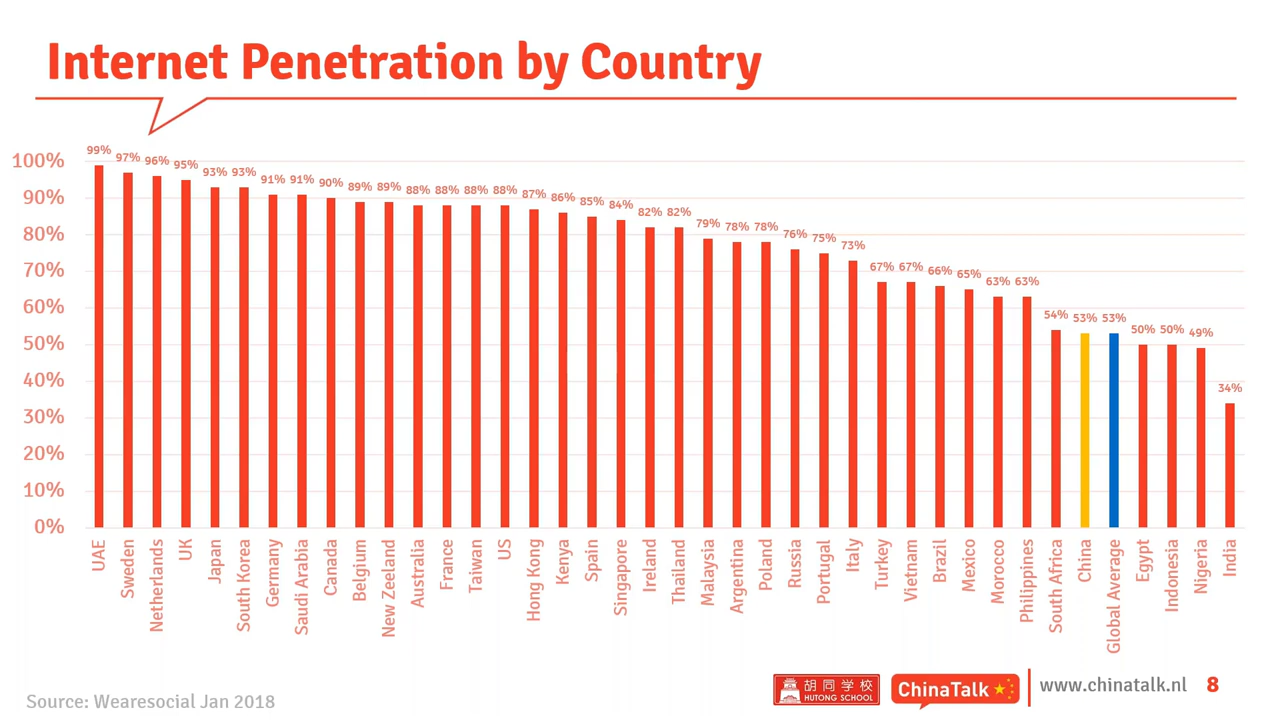 Internet Penetration by Country
100%
90%
80%
70%
60%
50%
40%
30%
20%
10%
0%
99%
97%
96%
95%
93%
93%
91%
91%
90%
89%
89%
88%
88%
88%
88%
87%
86%
85%
84%
82%
82%
79%
78%
78%
76%
75%
73%
67%
67%
66%
65%
63%
63%
54%
53%
53%
50%
50%
49%
34%
UAE
Sweden
Netherlands
UK
Japan
South Korea
Germany
Saudi Arabia
Canada
Belgium
New Zeeland
Australia
France
Taiwan
US
Hong Kong
Kenya
Spain
Singapore
Ireland
Thailand
Malaysia
Argentina
Poland
Russia
Portugal
Italy
Turkey
Vietnam
Brazil
Mexico
Morocco
Philippines
South Africa
China
Global Average
Egypt
Indonesia
Nigeria
India
Source: Wearesocial Jan 2018
胡同学校
HUTONG SCHOOL
ChinaTalk
www.chinatalk.nl
8